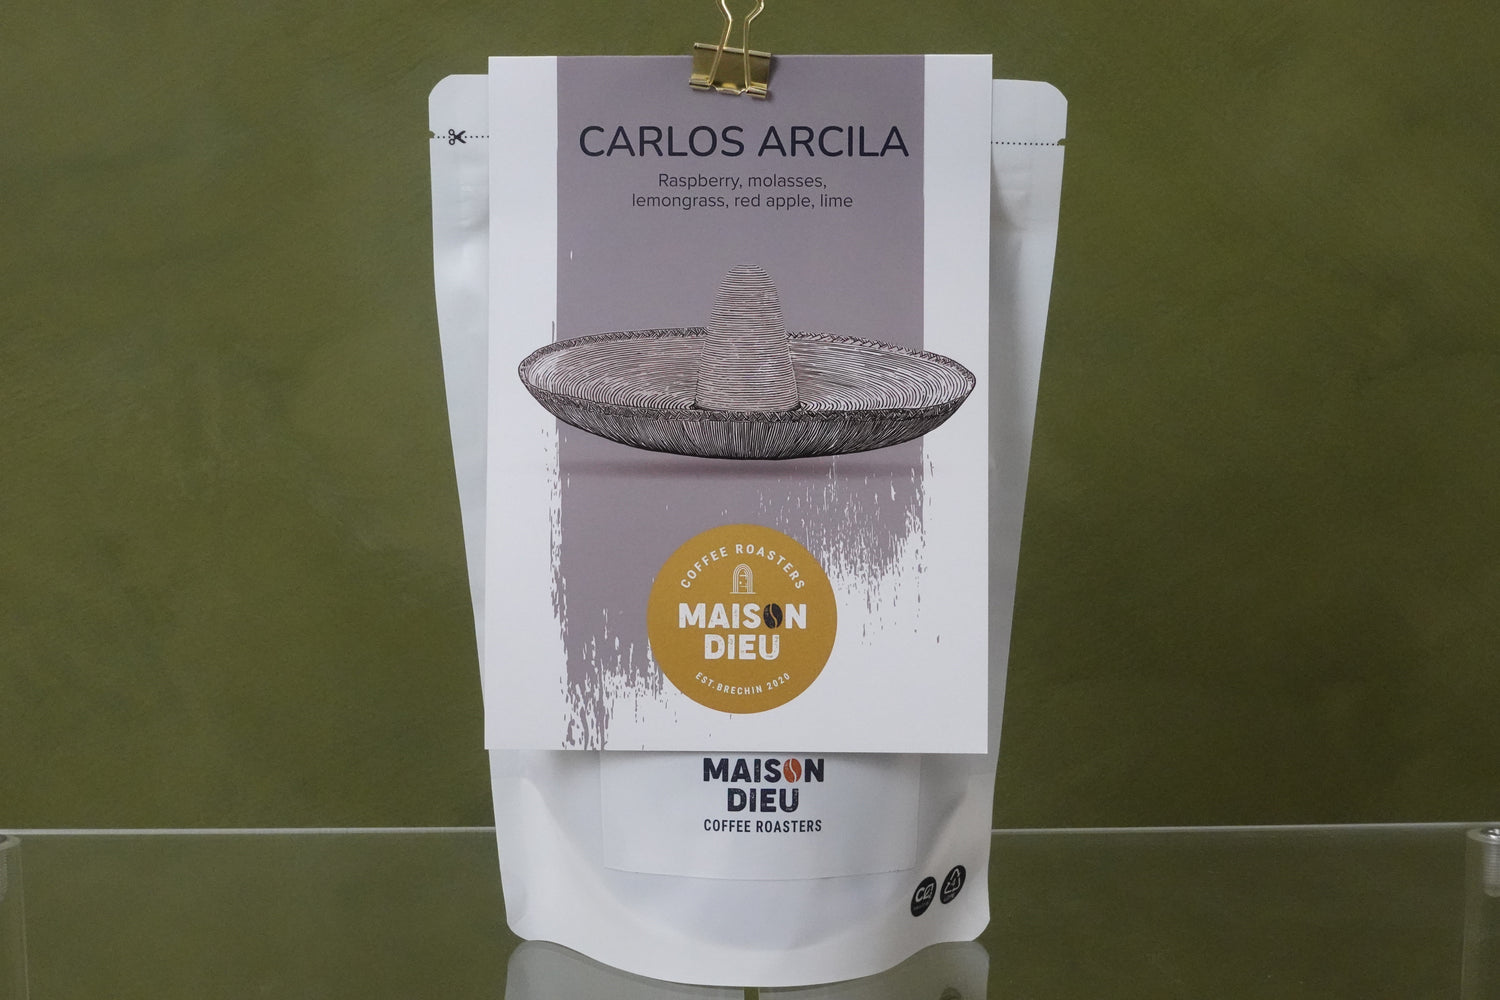 CARLOS ARCILA
Raspberry, molasses,
lemongrass, red apple, lime
COFFEE ROASTERS
MAISON
DIEU
EST. BRECHIN 2020
MAISON
DIEU
COFFEE ROASTERS